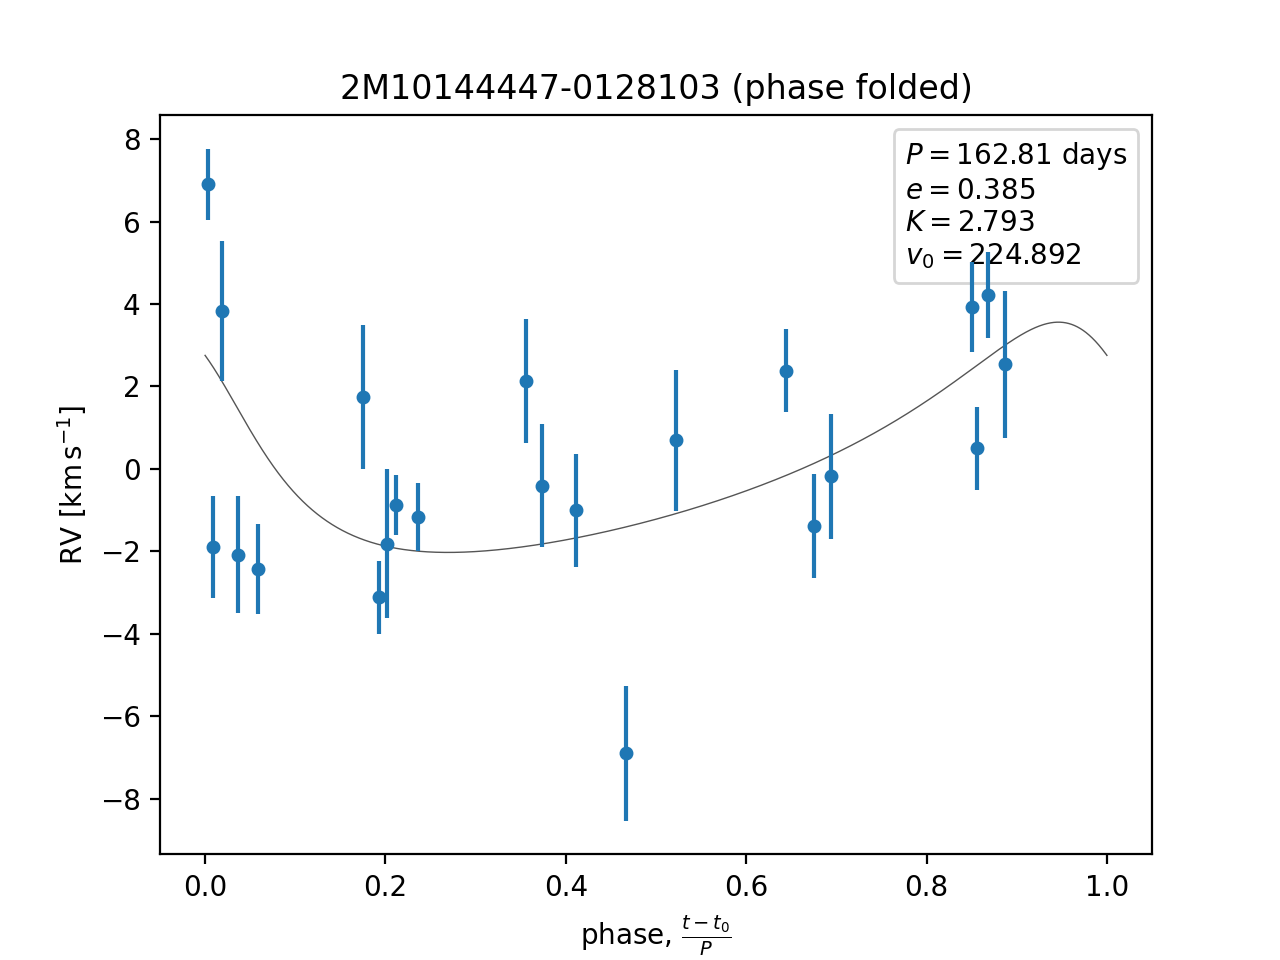 2M10144447-0128103 (phase folded)
P = 162.81 days
e = 0.385
K = 2.793
v₀ = 224.892
8
6
4
2
0
−2
−4
−6
−8
RV [km s⁻¹]
0.0 0.2 0.4 0.6 0.8 1.0
phase, (t − t₀)/P